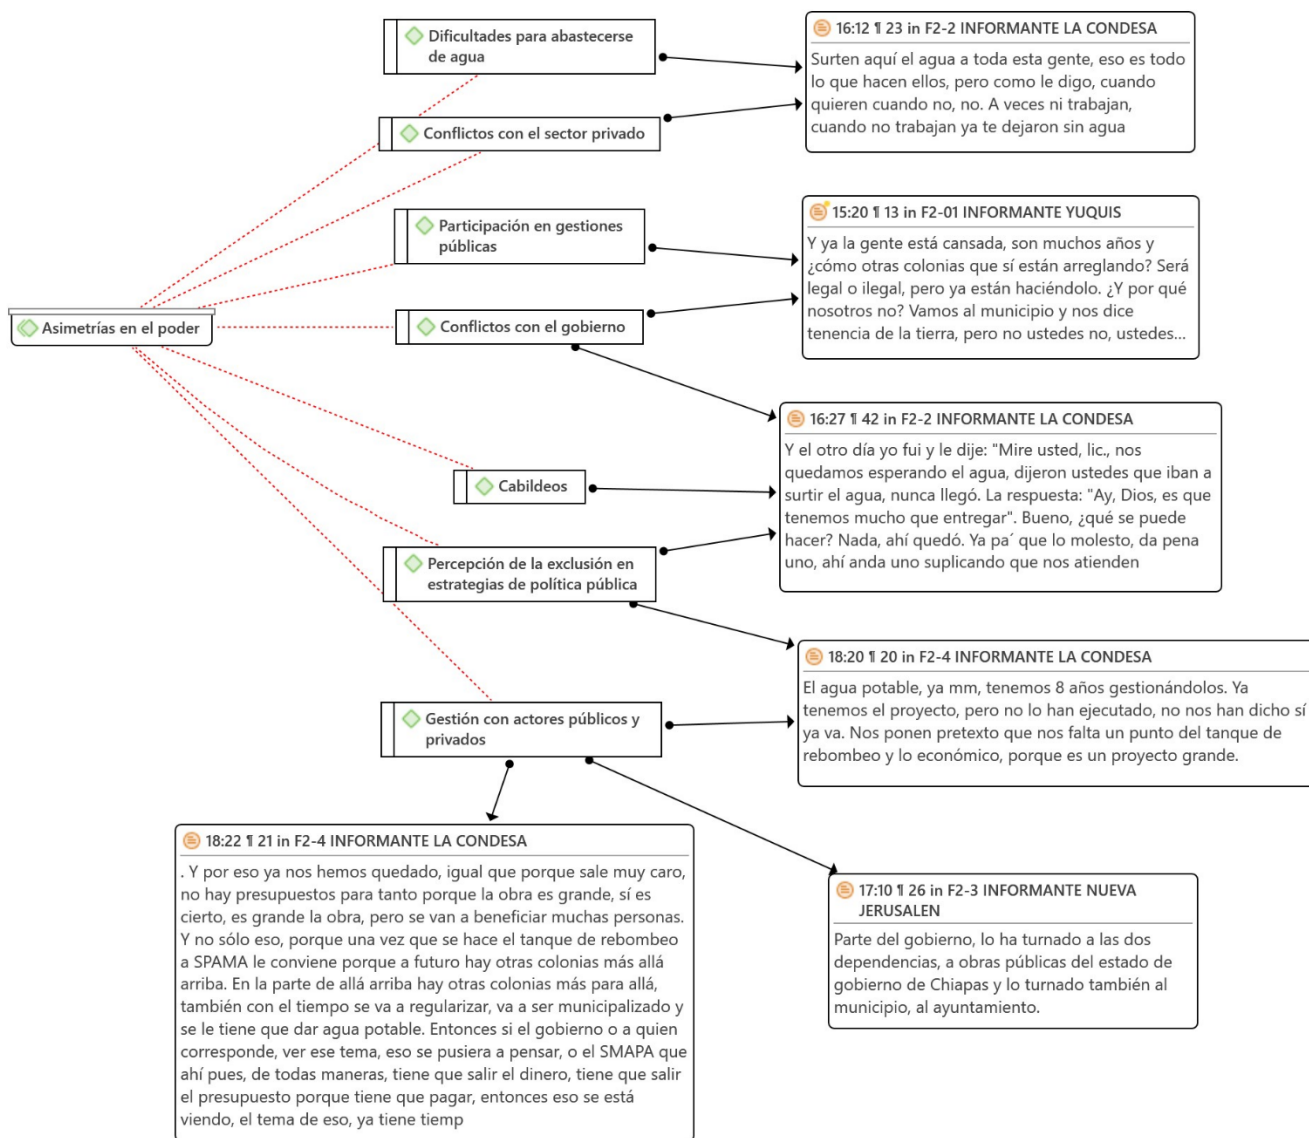 Asimetrías en el poder
Dificultades para abastecerse
de agua
Conflictos con el sector privado
Participación en gestiones
públicas
Conflictos con el gobierno
Cabildeos
Percepción de la exclusión en
estrategias de política pública
Gestión con actores públicos y
privados
16:12 ¶ 23 in F2-2 INFORMANTE LA CONDESA
Surten aquí el agua a toda esta gente, eso es todo
lo que hacen ellos, pero como le digo, cuando
quieren cuando no, no. A veces ni trabajan,
cuando no trabajan ya te dejaron sin agua
15:20 ¶ 13 in F2-01 INFORMANTE YUQUIS
Y ya la gente está cansada, son muchos años y
¿cómo otras colonias que sí están arreglando? Será
legal o ilegal, pero ya están haciéndolo. ¿Y por qué
nosotros no? Vamos al municipio y nos dice
tenencia de la tierra, pero no ustedes no, ustedes...
16:27 ¶ 42 in F2-2 INFORMANTE LA CONDESA
Y el otro día yo fui y le dije: "Mire usted, lic., nos
quedamos esperando el agua, dijeron ustedes que iban a
surtir el agua, nunca llegó. La respuesta: "Ay, Dios, es que
tenemos mucho que entregar". Bueno, ¿qué se puede
hacer? Nada, ahí quedó. Ya pa´ que lo molesto, da pena
uno, ahí anda uno suplicando que nos atienden
18:20 ¶ 20 in F2-4 INFORMANTE LA CONDESA
El agua potable, ya mm, tenemos 8 años gestionándolos. Ya
tenemos el proyecto, pero no lo han ejecutado, no nos han dicho sí
ya va. Nos ponen pretexto que nos falta un punto del tanque de
rebombeo y lo económico, porque es un proyecto grande.
18:22 ¶ 21 in F2-4 INFORMANTE LA CONDESA
. Y por eso ya nos hemos quedado, igual que porque sale muy caro,
no hay presupuestos para tanto porque la obra es grande, sí es
cierto, es grande la obra, pero se van a beneficiar muchas personas.
Y no sólo eso, porque una vez que se hace el tanque de rebombeo
a SPAMA le conviene porque a futuro hay otras colonias más allá
arriba. En la parte de allá arriba hay otras colonias más para allá,
también con el tiempo se va a regularizar, va a ser municipalizado y
se le tiene que dar agua potable. Entonces si el gobierno o a quien
corresponde, ver ese tema, eso se pusiera a pensar, o el SMAPA que
ahí pues, de todas maneras, tiene que salir el dinero, tiene que salir
el presupuesto porque tiene que pagar, entonces eso se está
viendo, el tema de eso, ya tiene tiemp
17:10 ¶ 26 in F2-3 INFORMANTE NUEVA
JERUSALEN
Parte del gobierno, lo ha turnado a las dos
dependencias, a obras públicas del estado de
gobierno de Chiapas y lo turnado también al
municipio, al ayuntamiento.